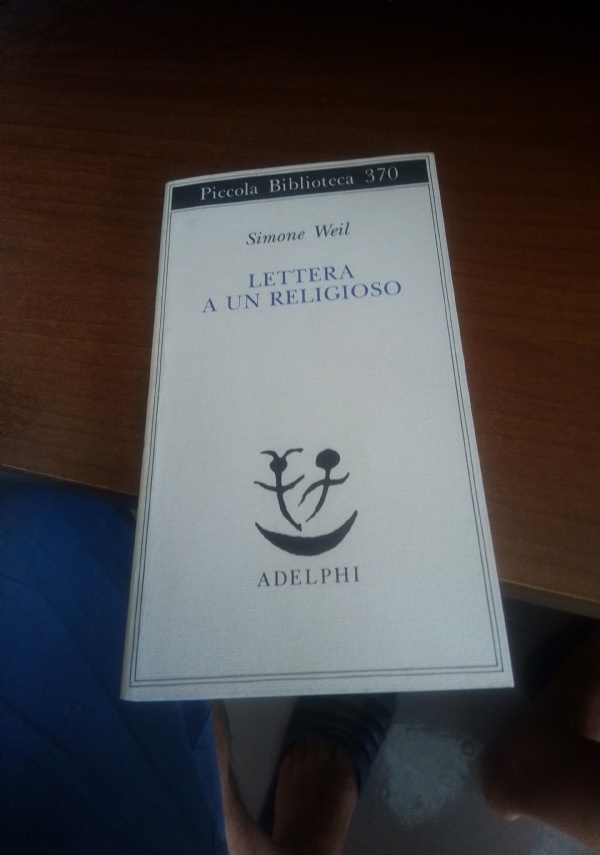 Piccola Biblioteca 370
Simone Weil
LETTERA
A UN RELIGIOSO
ADELPHI